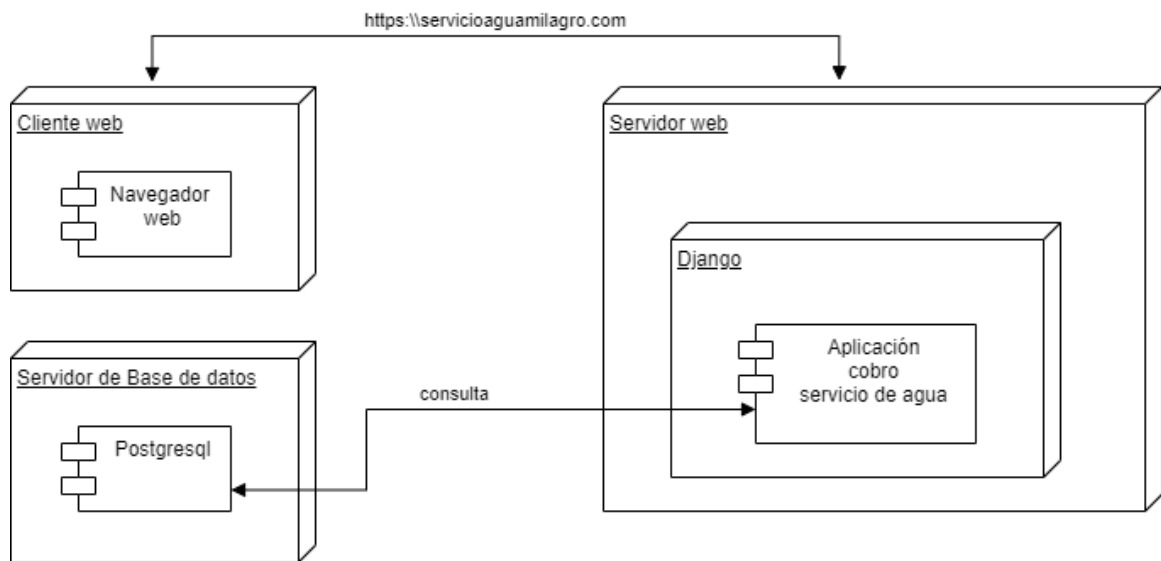 https:\\servicioaguamilagro.com
Cliente web
Navegador
web
Servidor web
Django
Aplicación
cobro
servicio de agua
Servidor de Base de datos
Postgresql
consulta